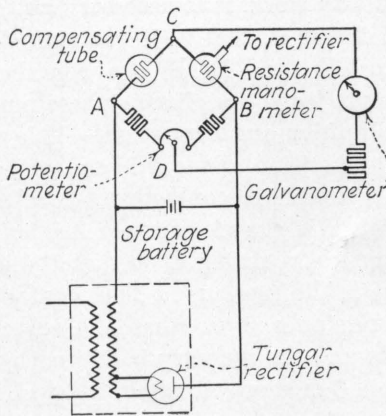 C
Compensating
tube
To rectifier
Resistance
mano-
meter
A
B
D
Potentio-
meter
Galvanometer
Storage
battery
Tungar
rectifier